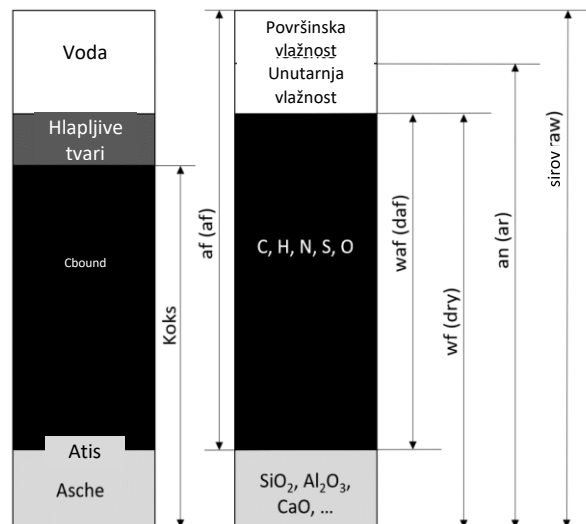 Voda
Hlapljive
tvari
Cbound
Atis
Asche
Koks
af (af)
Površinska
vlažnost
Unutarnja
vlažnost
C, H, N, S, O
SiO₂, Al₂O₃,
CaO, ...
waf (daf)
wf (dry)
an (ar)
sirov raw)